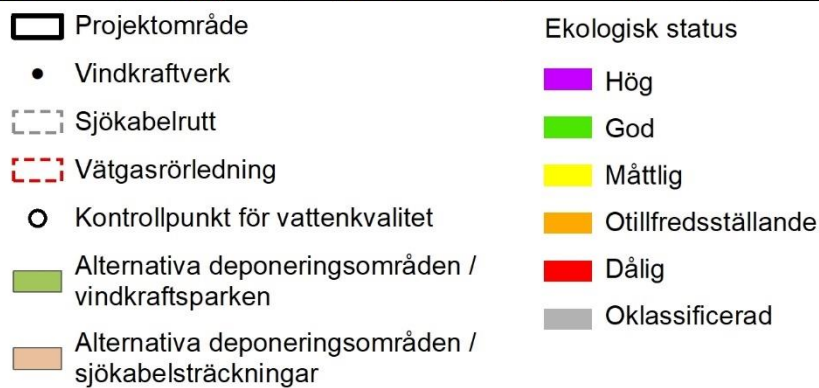 Projektområde
Vindkraftverk
Sjökabelrutt
Vätgasrörledning
Kontrollpunkt för vattenkvalitet
Alternativa deponeringsområden /
vindkraftsparken
Alternativa deponeringsområden /
sjökabelsträckningar
Ekologisk status
Hög
God
Måttlig
Otillfredsställande
Dålig
Oklassificerad